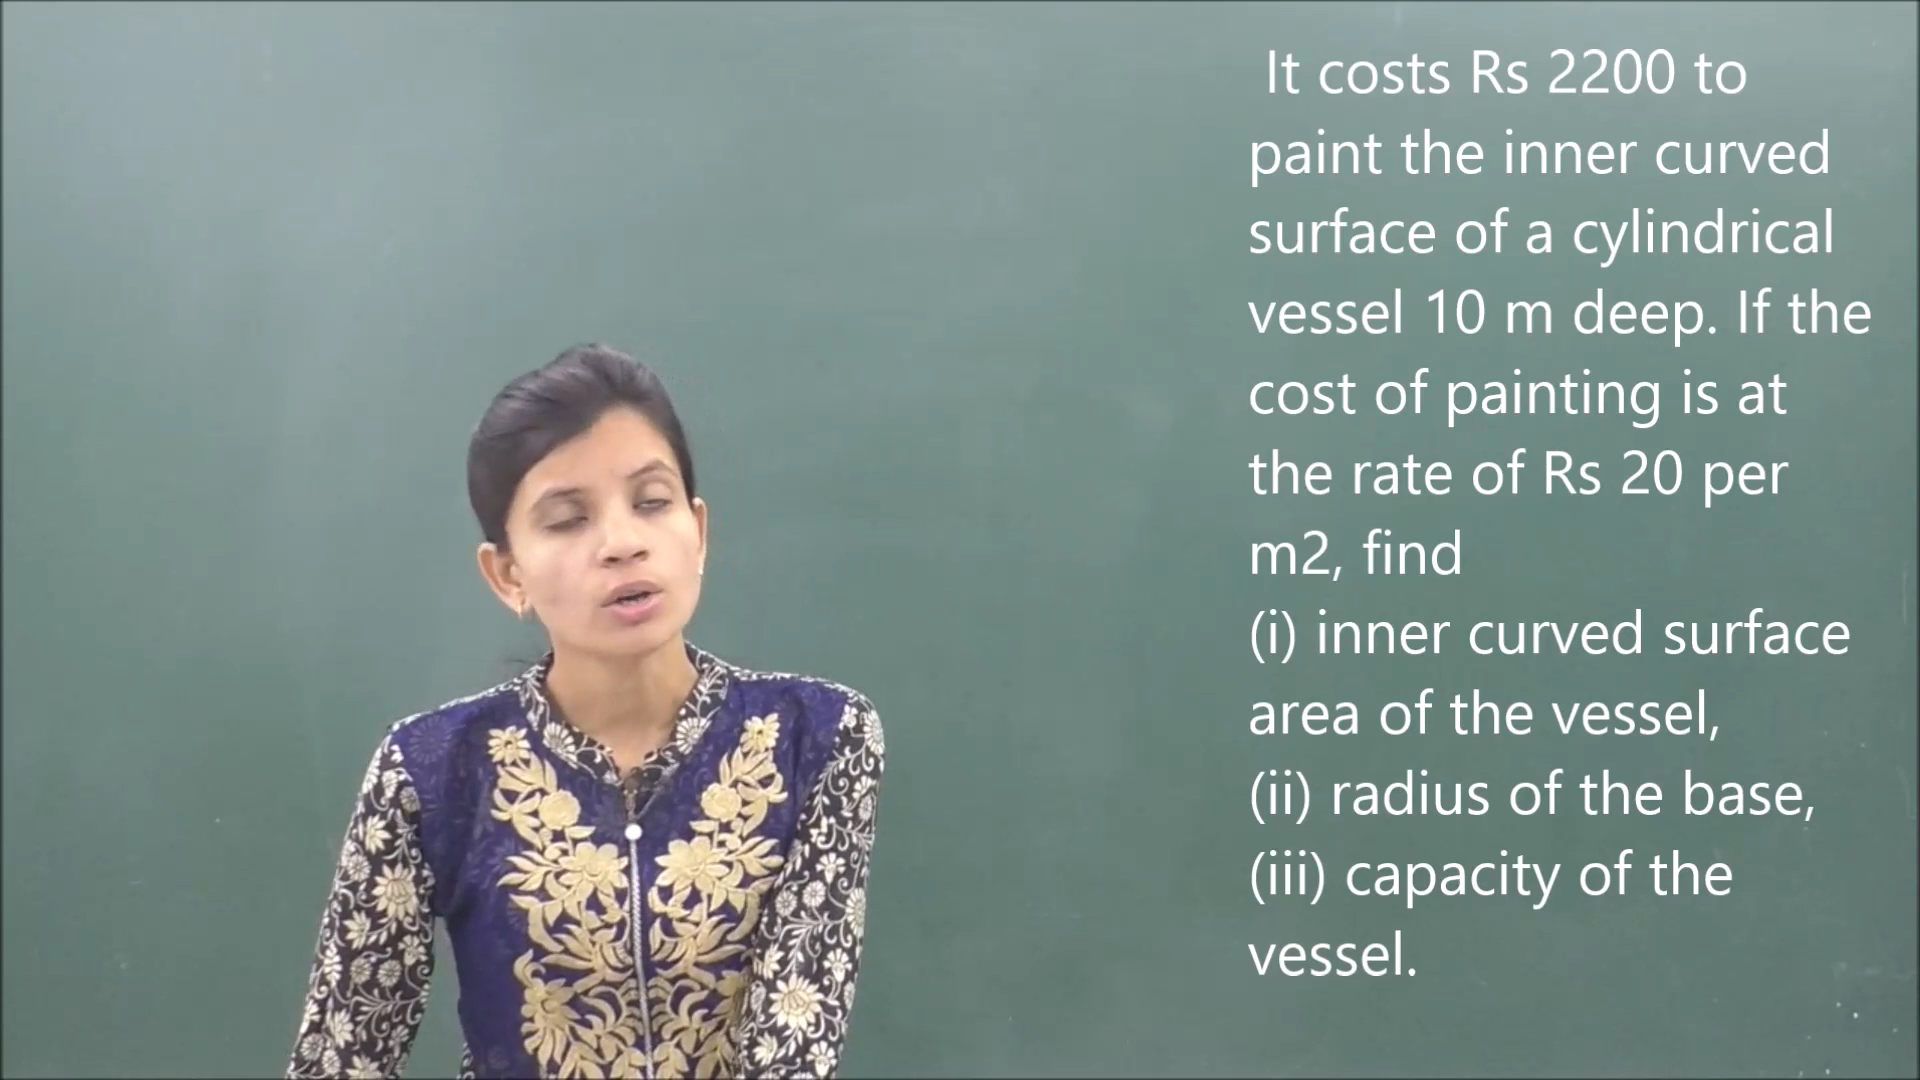 It costs Rs 2200 to
paint the inner curved
surface of a cylindrical
vessel 10 m deep. If the
cost of painting is at
the rate of Rs 20 per
m2, find
(i) inner curved surface
area of the vessel,
(ii) radius of the base,
(iii) capacity of the
vessel.